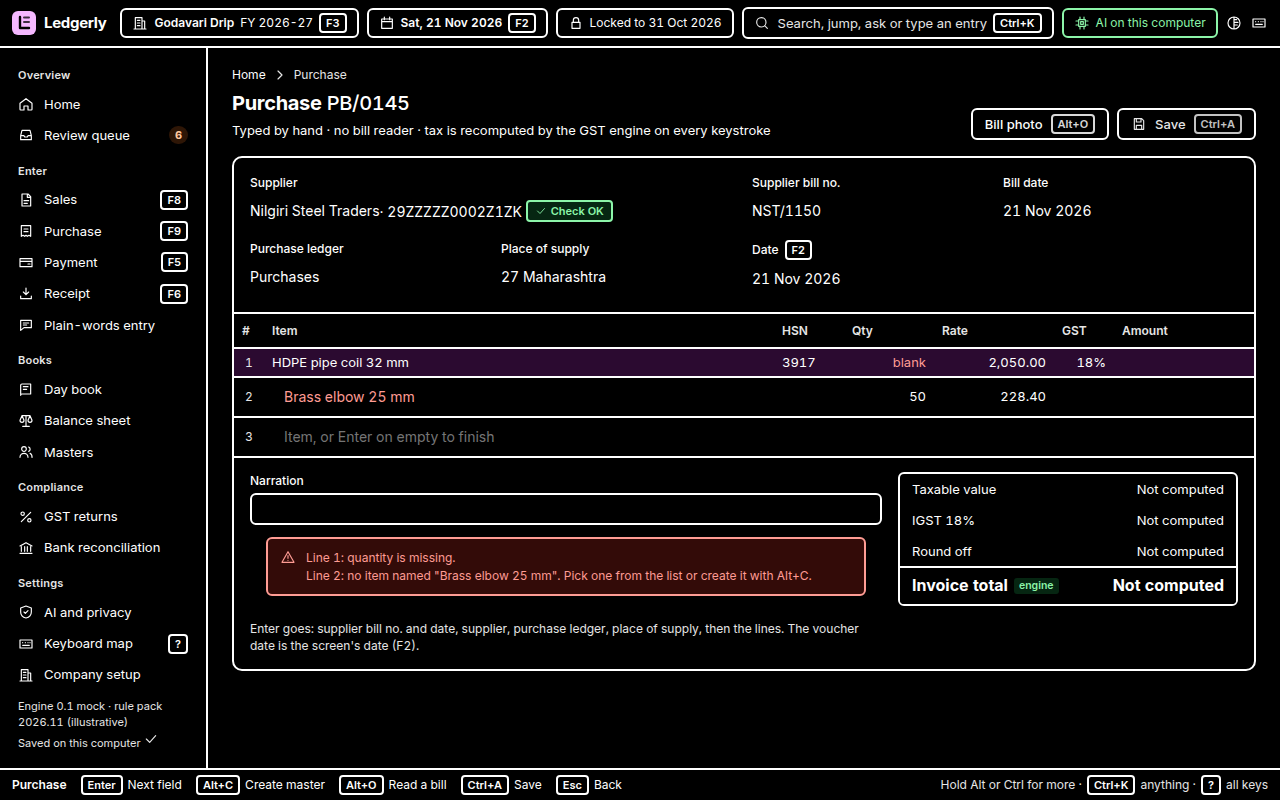 Ledgerly
Godavari Drip FY 2026-27 F3
Sat, 21 Nov 2026 F2
Locked to 31 Oct 2026
Search, jump, ask or type an entry Ctrl+K
AI on this computer
Overview
Home
Review queue 6
Enter
Sales F8
Purchase F9
Payment F5
Receipt F6
Plain-words entry
Books
Day book
Balance sheet
Masters
Compliance
GST returns
Bank reconciliation
Settings
AI and privacy
Keyboard map ?
Company setup
Engine 0.1 mock · rule pack
2026.11 (illustrative)
Saved on this computer
Home > Purchase
Purchase PB/0145
Typed by hand · no bill reader · tax is recomputed by the GST engine on every keystroke
Bill photo Alt+O
Save Ctrl+A
Supplier Supplier bill no. Bill date
Nilgiri Steel Traders· 29ZZZZZ0002Z1ZK Check OK NST/1150 21 Nov 2026
Purchase ledger Place of supply Date F2
Purchases 27 Maharashtra 21 Nov 2026
# Item HSN Qty Rate GST Amount
1 HDPE pipe coil 32 mm 3917 blank 2,050.00 18%
2 Brass elbow 25 mm 50 228.40
3 Item, or Enter on empty to finish
Narration
Line 1: quantity is missing.
Line 2: no item named "Brass elbow 25 mm". Pick one from the list or create it with Alt+C.
Enter goes: supplier bill no. and date, supplier, purchase ledger, place of supply, then the lines. The voucher
date is the screen's date (F2).
Taxable value Not computed
IGST 18% Not computed
Round off Not computed
Invoice total engine Not computed
Purchase Enter Next field Alt+C Create master Alt+O Read a bill Ctrl+A Save Esc Back
Hold Alt or Ctrl for more · Ctrl+K anything · ? all keys